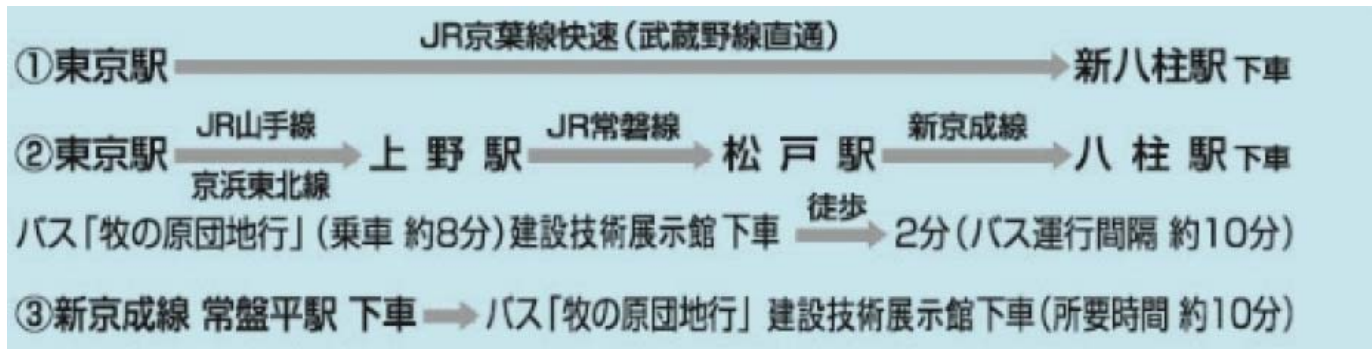 JR京葉線快速(武蔵野線直通)
①東京駅 新八柱駅 下車
JR山手線 JR常磐線 新京成線
②東京駅 上野駅 松戸駅 八柱駅 下車
京浜東北線
徒歩
バス「牧の原団地行」(乗車 約8分)建設技術展示館 下車 2分(バス運行間隔 約10分)
③新京成線 常盤平駅 下車 バス「牧の原団地行」 建設技術展示館下車(所要時間 約10分)